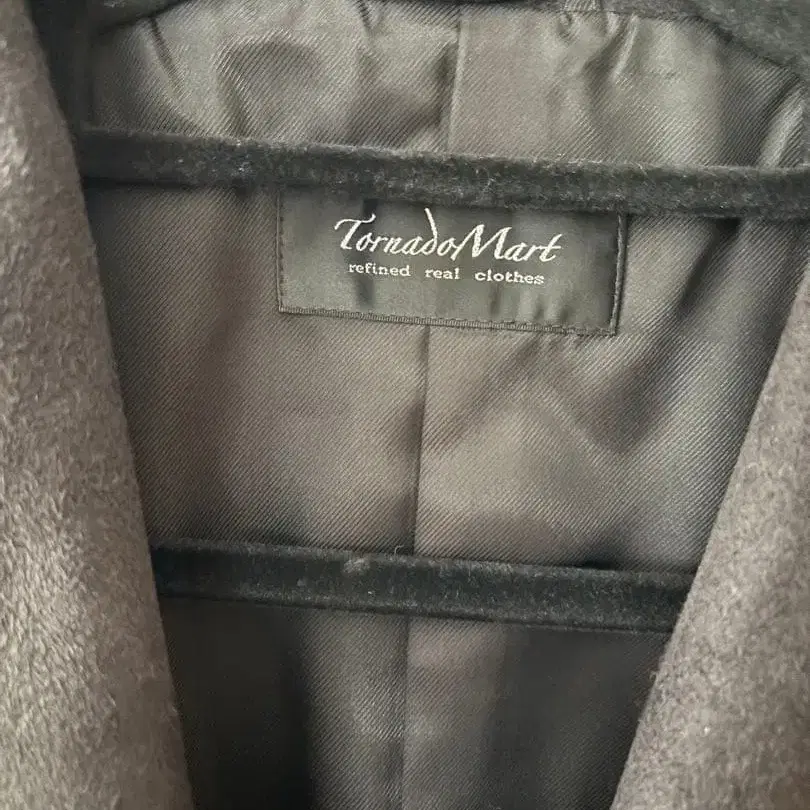 TornadoMart
refined real clothes